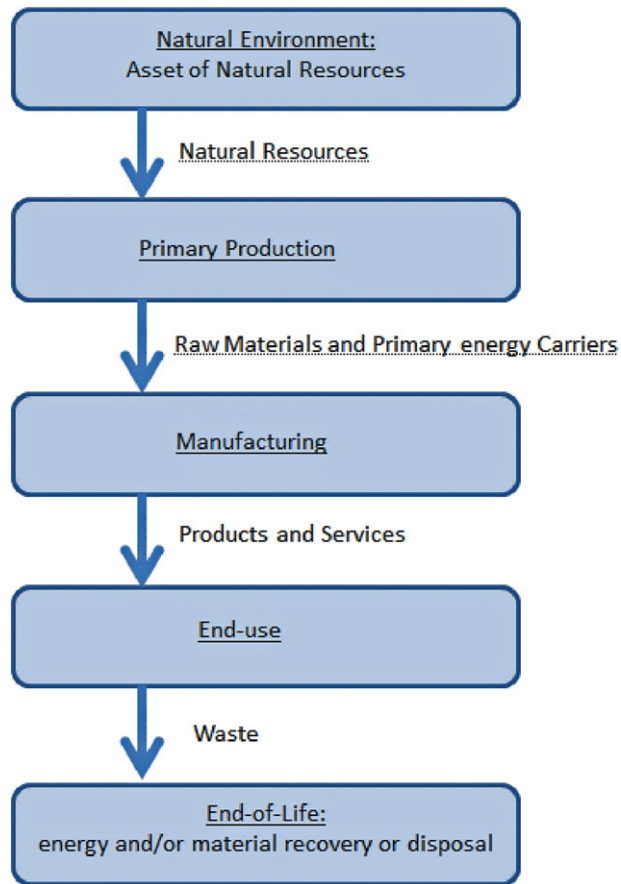 Natural Environment:
Asset of Natural Resources
Natural Resources
Primary Production
Raw Materials and Primary energy Carriers
Manufacturing
Products and Services
End-use
Waste
End-of-Life:
energy and/or material recovery or disposal